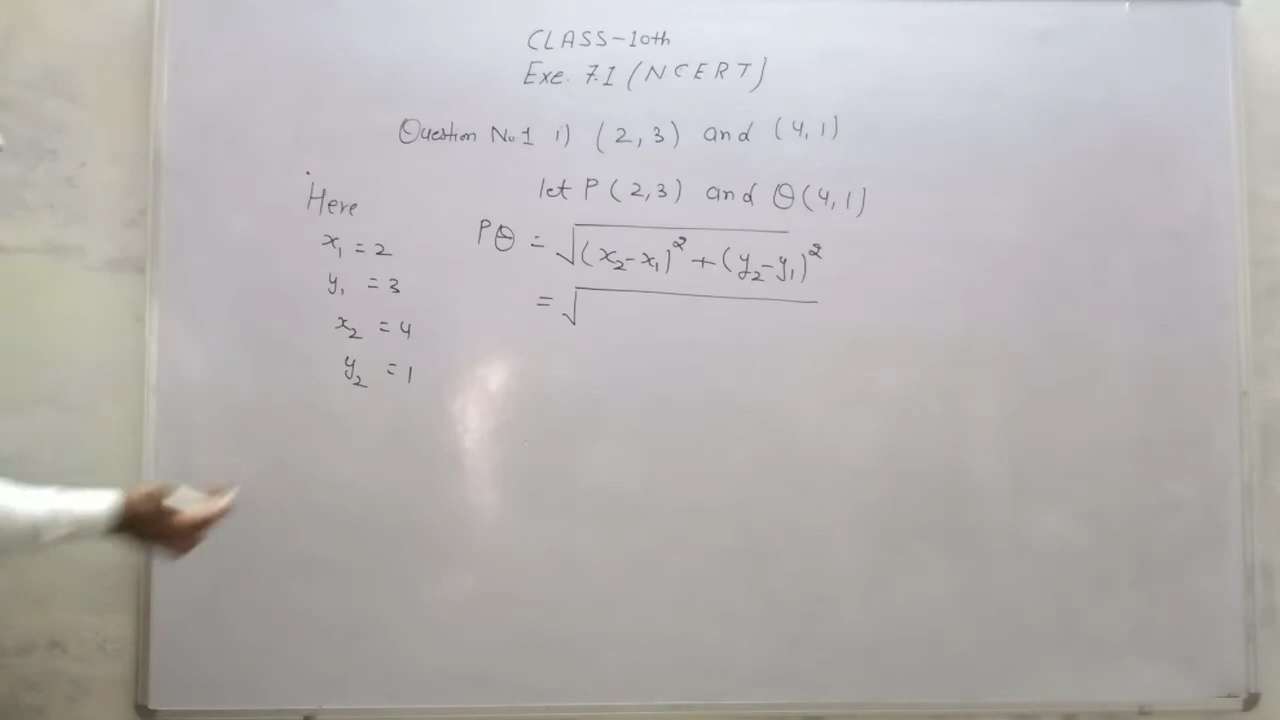 CLASS-10th
Exe. 7.1 (NCERT)
Question No 1 i) (2,3) and (4,1)
let P (2,3) and Q(4,1)
Here
x₁ = 2
y₁ = 3
x₂ = 4
y₂ = 1
PQ = √(x₂-x₁)² + (y₂-y₁)²
= √